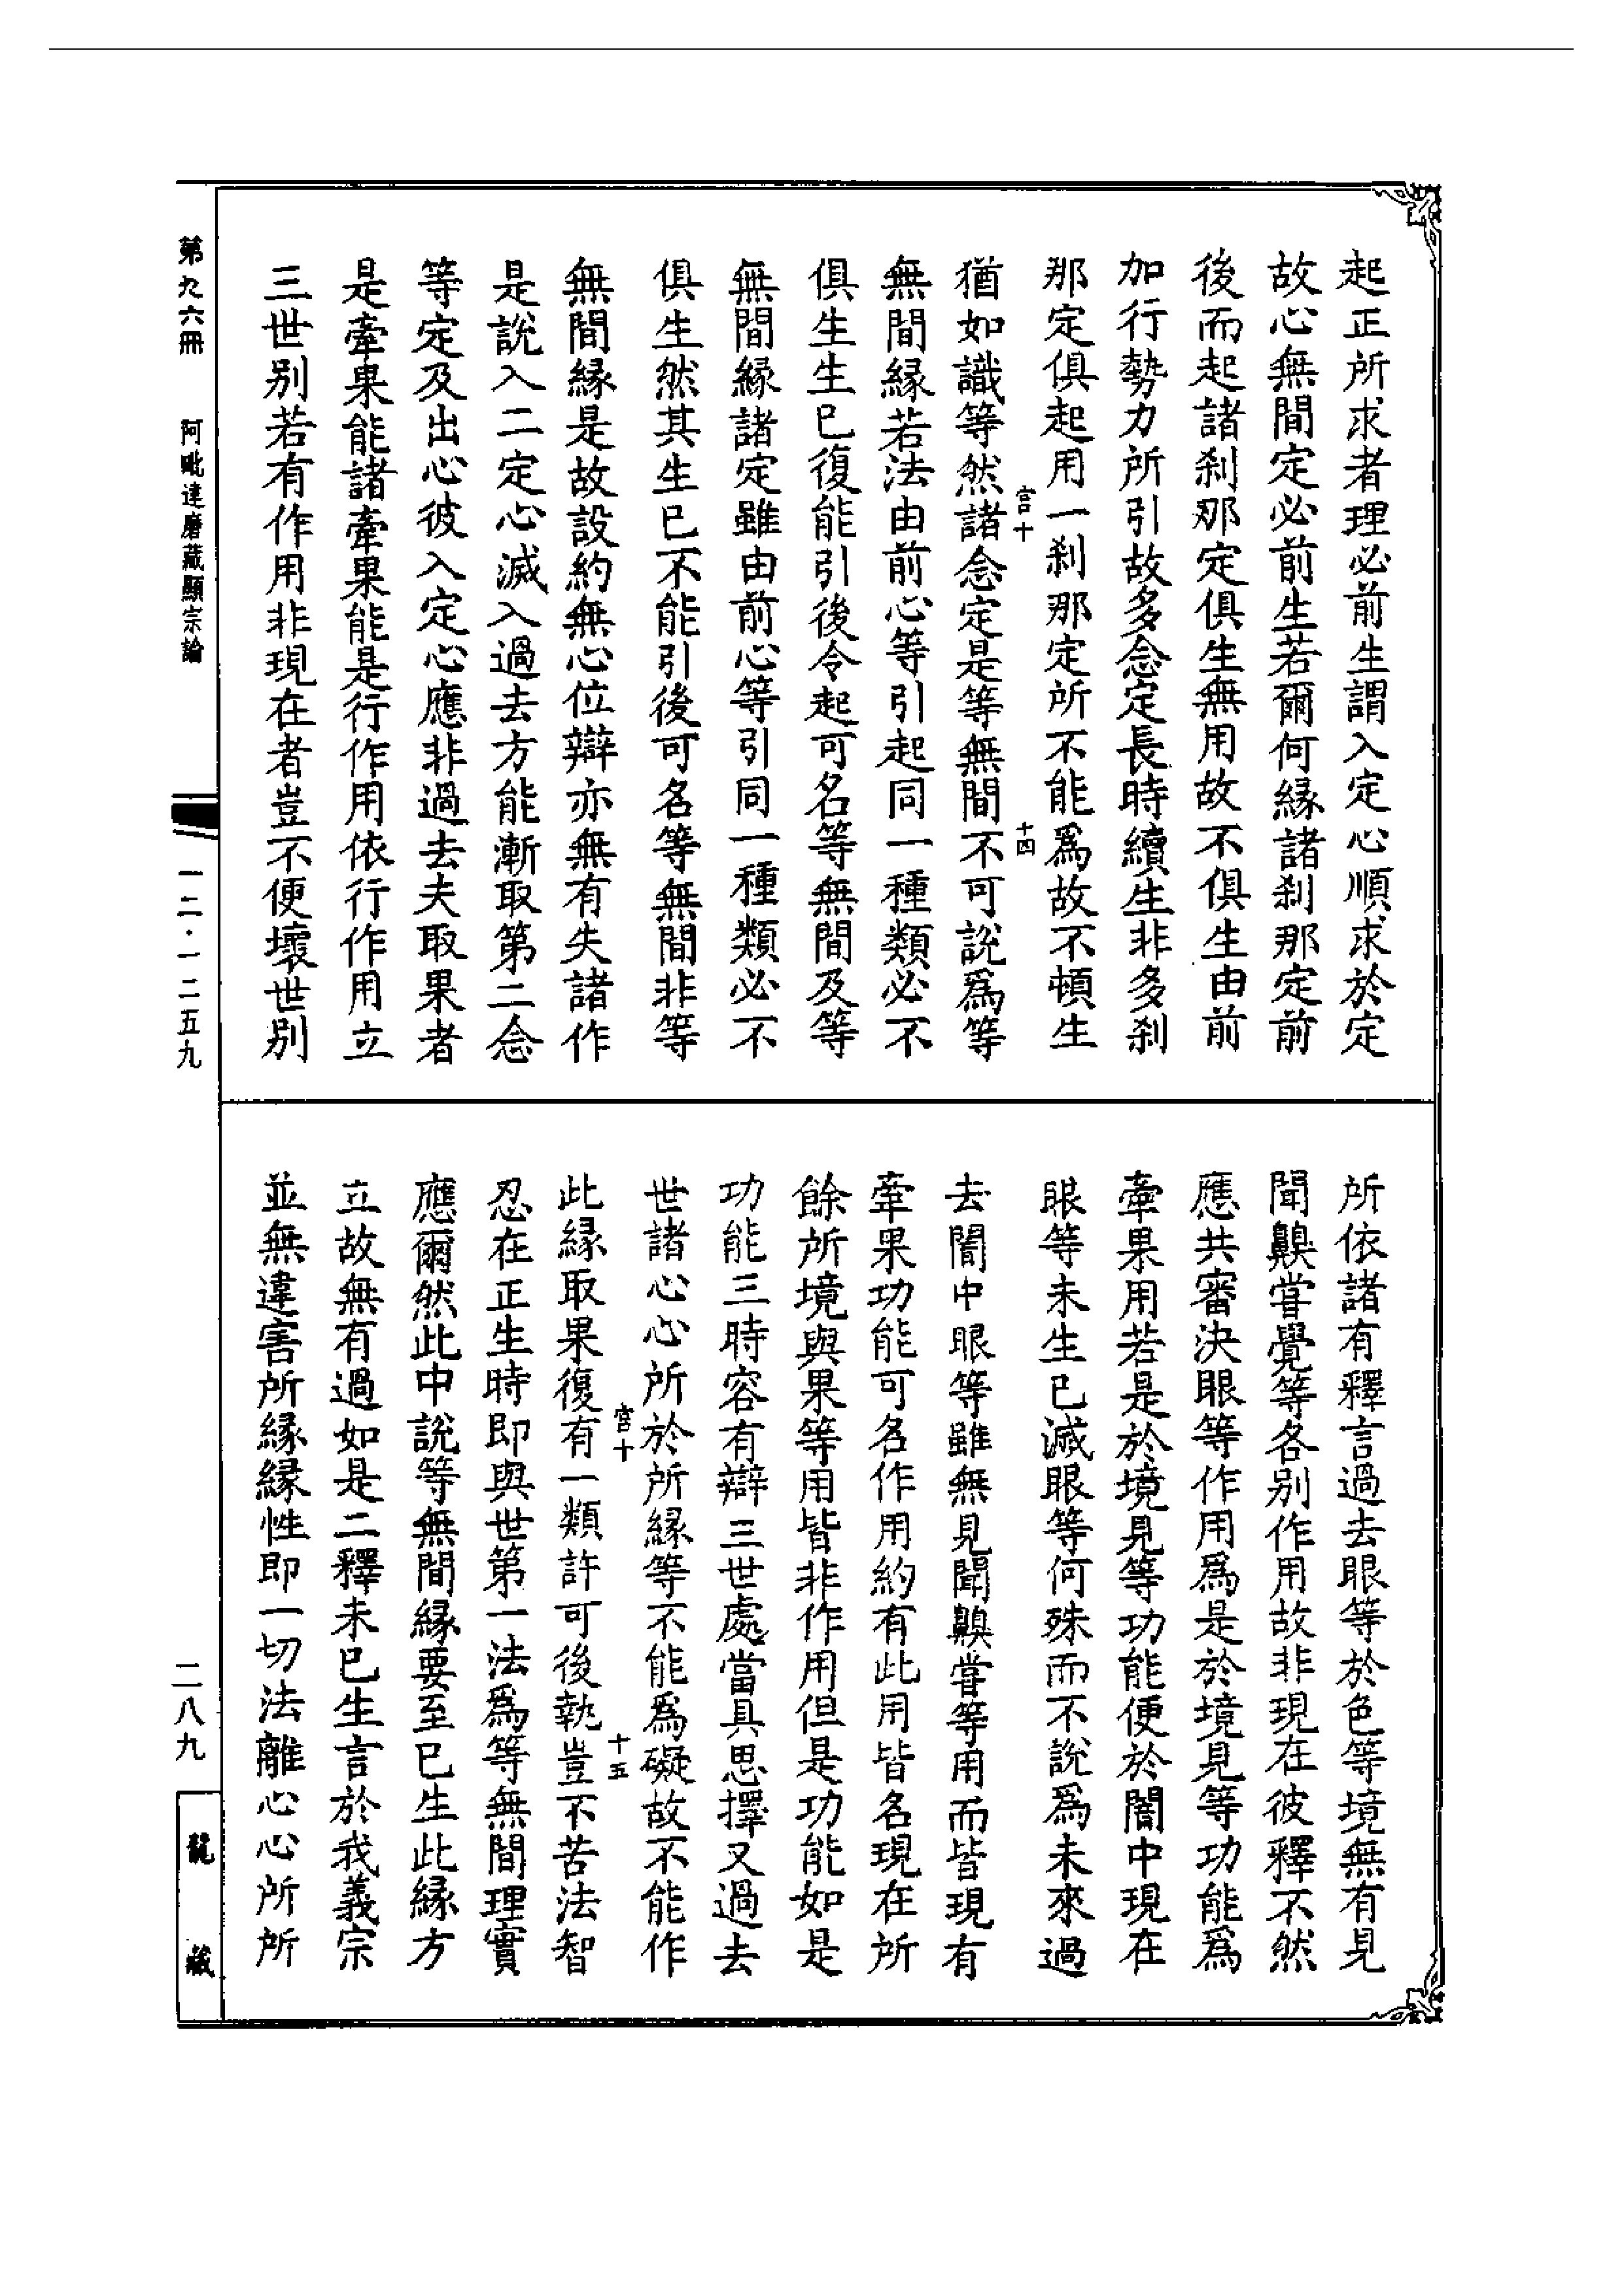 起正所求者理必前生謂入定心順求於定
故心無間定必前生若爾何緣諸剎那定前
後而起諸剎那定俱生無用故不俱生由前
加行勢力所引故多念定長時續生非多剎
那定俱起用一剎那定所不能為故不頓生
宮十 十四
猶如識等然諸念定是等無間不可說為等
無間緣若法由前心等引起同一種類必不
俱生生已復能引後令起可名等無間及等
無間緣諸定雖由前心等引同一種類必不
俱生然其生已不能引後可名等無間非等
無間緣是故設約無心位辯亦無有失諸作
是說入二定心滅入過去方能漸取第二念
等定及出心彼入定心應非過去夫取果者
是牽果能諸牽果能是行作用依行作用立
三世別若有作用非現在者豈不便壞世別
所依諸有釋言過去眼等於色等境無有見
聞齅甞覺等各別作用故非現在彼釋不然
應共審決眼等作用為是於境見等功能為
牽果用若是於境見等功能便於闇中現在
眼等未生已滅眼等何殊而不說為未來過
去闇中眼等雖無見聞齅甞等用而皆現有
牽果功能可名作用約有此用皆名現在所
餘所境與果等用皆非作用但是功能如是
功能三時容有辯三世處當具思擇又過去
世諸心心所於所緣等不能為礙故不能作
宮十 十五
此緣取果復有一類許可後執豈不苦法智
忍在正生時即與世第一法為等無間理實
應爾然此中說等無間緣要至已生此緣方
立故無有過如是二釋未已生言於我義宗
並無違害所緣緣性即一切法離心心所所
第九六冊 阿毗達磨藏顯宗論
一二·一二五九
二八九
龍藏